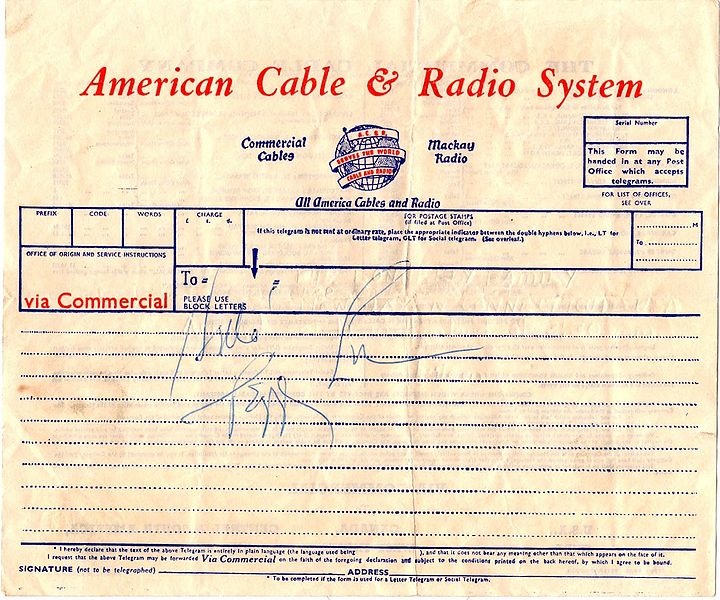 American Cable & Radio System
Commercial Cables
A. C. & R.
SERVES THE WORLD
CABLE AND RADIO
Mackay Radio
All America Cables and Radio
Serial Number
This Form may be
handed in at any Post
Office which accepts
telegrams.
FOR LIST OF OFFICES,
SEE OVER
PREFIX CODE WORDS CHARGE
£ s. d.
FOR POSTAGE STAMPS
(if filed at Post Office)
If this telegram is not sent at ordinary rate, place the appropriate indicator between the double hyphens below, i.e., LT for
Letter telegram, GLT for Social telegram. (See overleaf.)
M
To
OFFICE OF ORIGIN AND SERVICE INSTRUCTIONS
via Commercial
To = =
PLEASE USE
BLOCK LETTERS
* I hereby declare that the text of the above Telegram is entirely in plain language (the language used being ), and that it does not bear any meaning other than that which appears on the face of it.
I request that the above Telegram may be forwarded Via Commercial on the faith of the foregoing declaration and subject to the conditions printed on the back hereof, by which I agree to be bound.
SIGNATURE (not to be telegraphed) ADDRESS
* To be completed if the form is used for a Letter Telegram or Social Telegram.